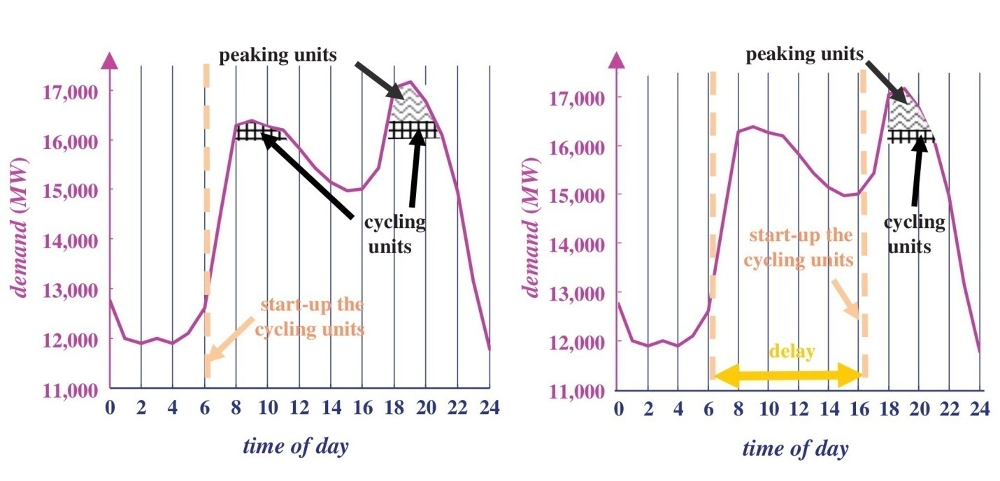 peaking units
17,000
16,000
15,000
14,000
13,000
12,000
11,000
demand (MW)
cycling
units
start-up the
cycling units
0 2 4 6 8 10 12 14 16 18 20 22 24
time of day
peaking units
17,000
16,000
15,000
14,000
13,000
12,000
11,000
demand (MW)
start-up the
cycling units
cycling
units
delay
0 2 4 6 8 10 12 14 16 18 20 22 24
time of day